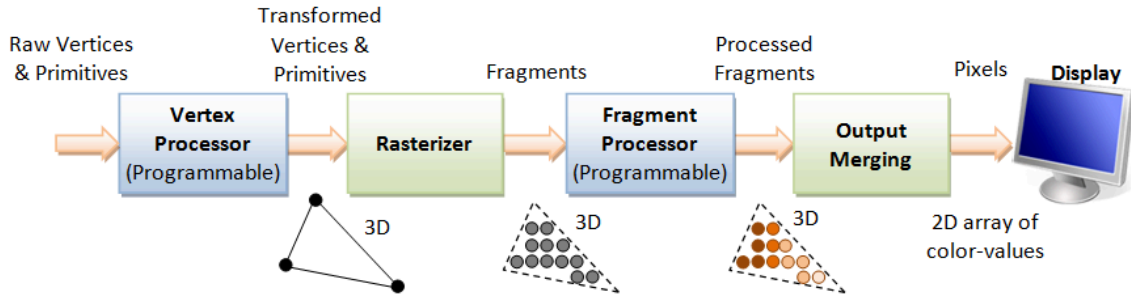 Raw Vertices
& Primitives
Vertex
Processor
(Programmable)
Transformed
Vertices &
Primitives
3D
Rasterizer
Fragments
3D
Fragment
Processor
(Programmable)
Processed
Fragments
3D
Output
Merging
Pixels
2D array of
color-values
Display